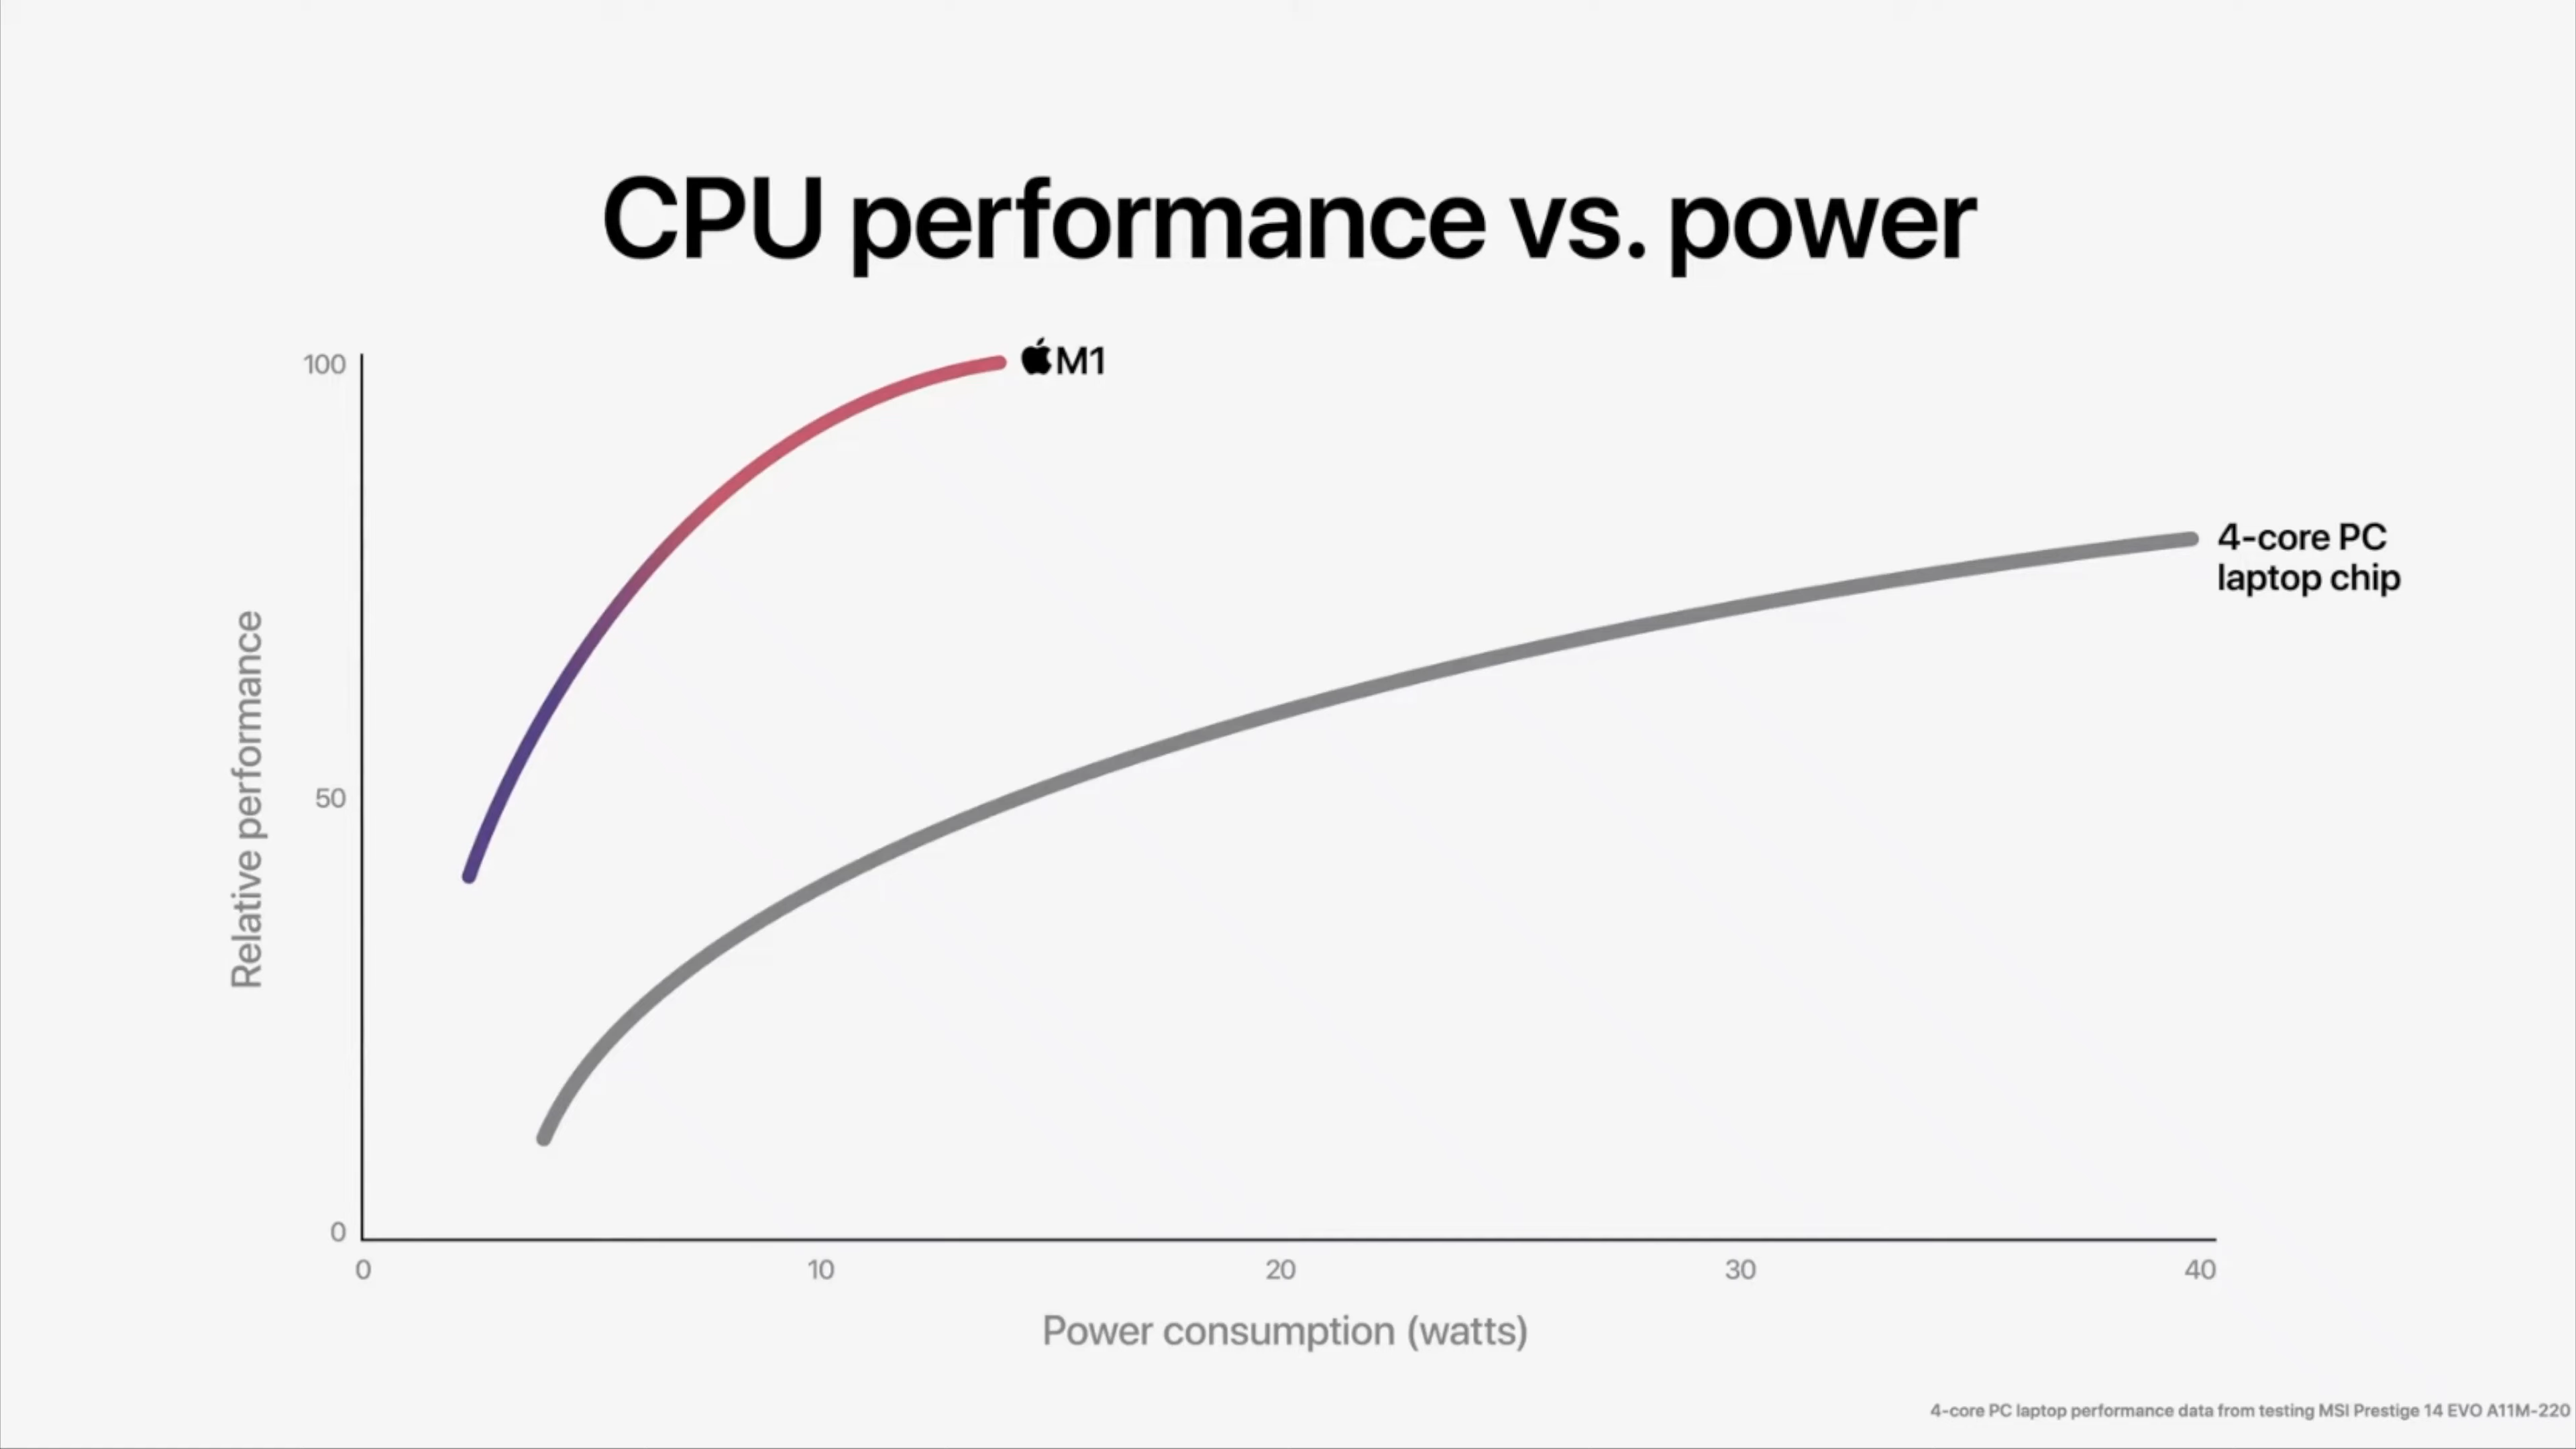 CPU performance vs. power
100
M1
4-core PC
laptop chip
Relative performance
50
0
0 10 20 30 40
Power consumption (watts)
4-core PC laptop performance data from testing MSI Prestige 14 EVO A11M-220